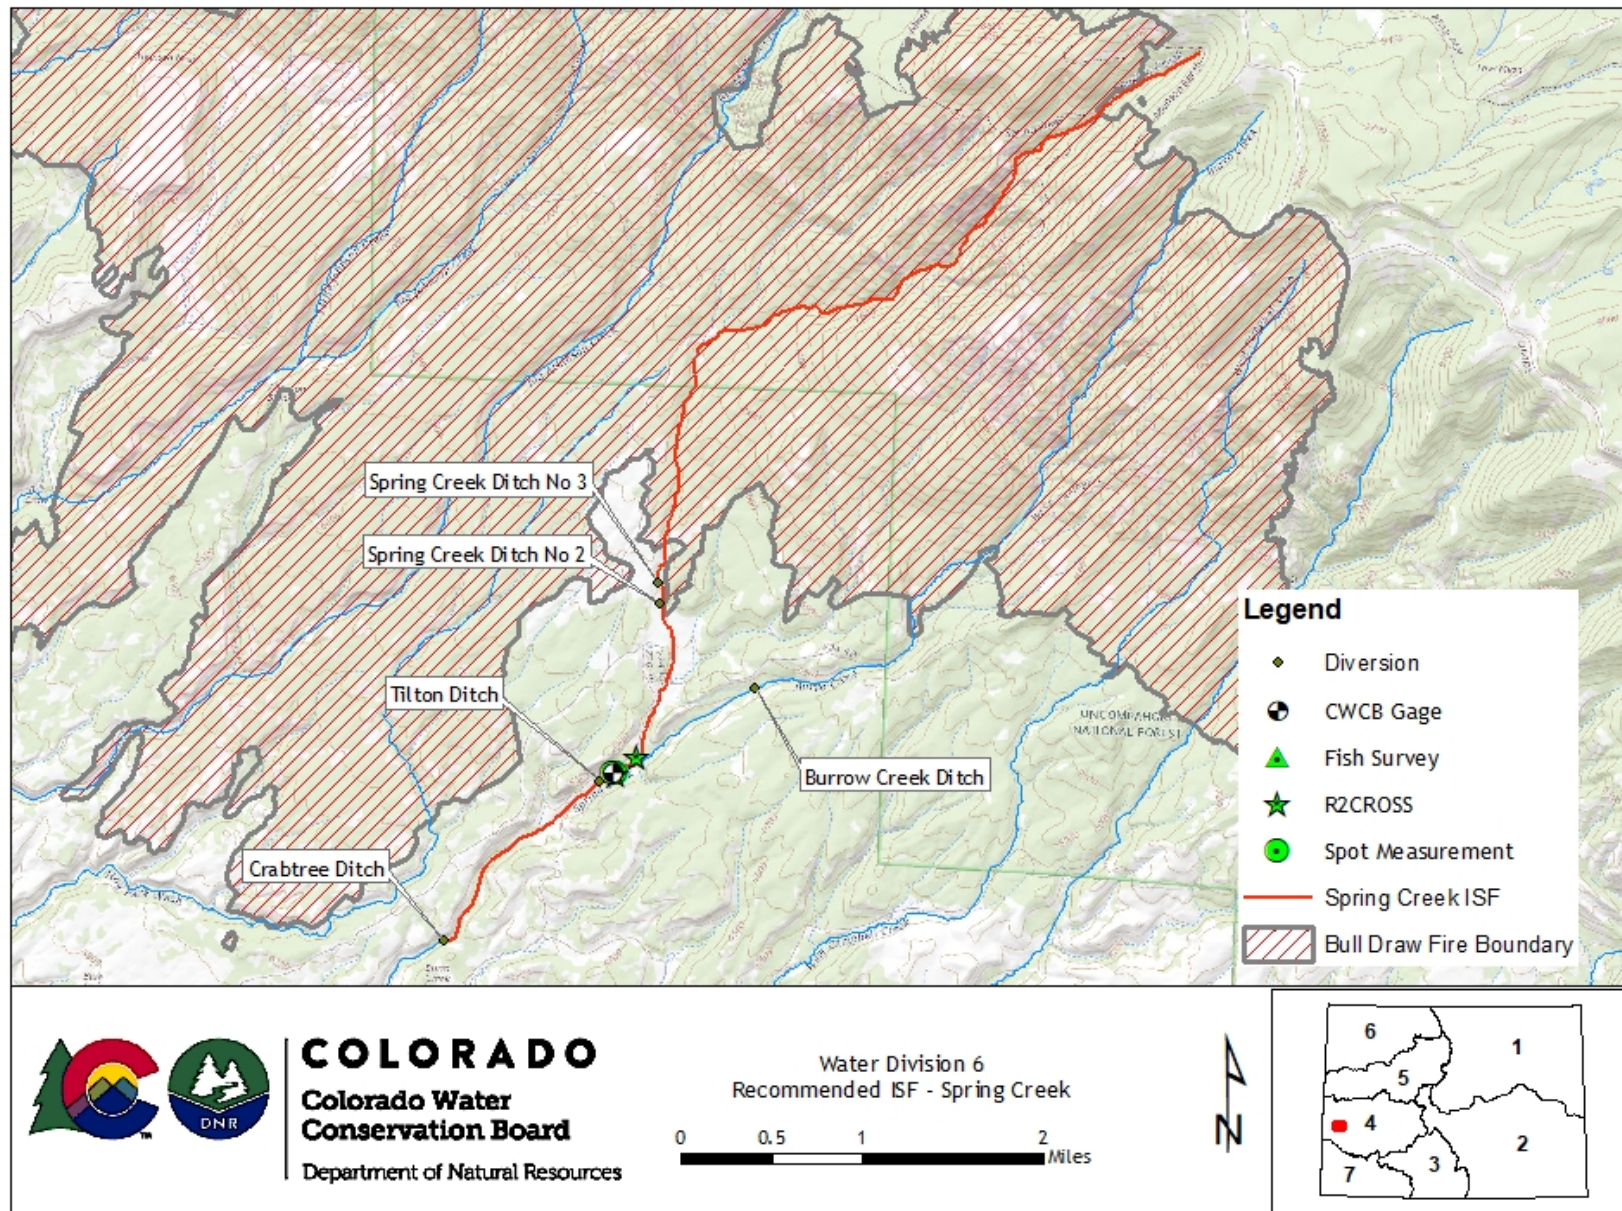 Spring Creek Ditch No 3
Spring Creek Ditch No 2
Tilton Ditch
Burrow Creek Ditch
Crabtree Ditch
UNCOMPAHGRE
NATIONAL FOREST
Legend
Diversion
CWCB Gage
Fish Survey
R2CROSS
Spot Measurement
Spring Creek ISF
Bull Draw Fire Boundary
COLORADO
Colorado Water
Conservation Board
Department of Natural Resources
DNR
TM
Water Division 6
Recommended ISF - Spring Creek
0 0.5 1 2
Miles
N
6
1
5
4
2
3
7